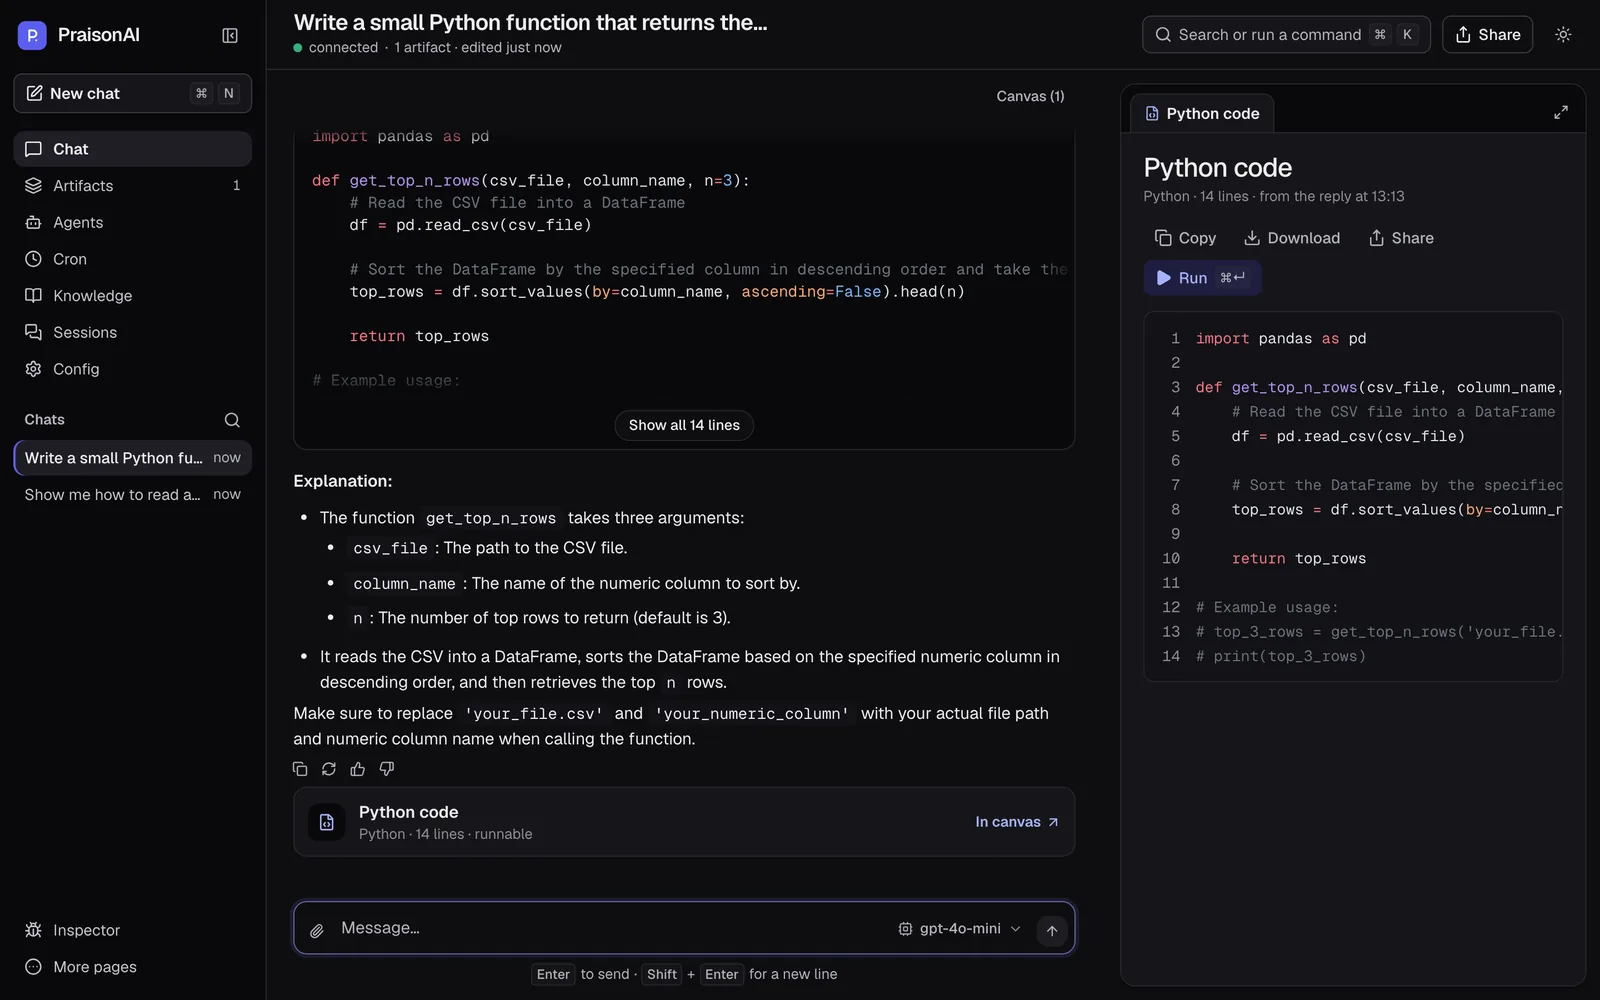 P.
PraisonAI
New chat
⌘ N
Chat
Artifacts 1
Agents
Cron
Knowledge
Sessions
Config
Chats
Write a small Python fu... now
Show me how to read a... now
Inspector
More pages
Write a small Python function that returns the...
connected · 1 artifact · edited just now
Search or run a command ⌘ K
Share
Canvas (1)
import pandas as pd
def get_top_n_rows(csv_file, column_name, n=3):
# Read the CSV file into a DataFrame
df = pd.read_csv(csv_file)
# Sort the DataFrame by the specified column in descending order and take the
top_rows = df.sort_values(by=column_name, ascending=False).head(n)
return top_rows
# Example usage:
Show all 14 lines
Explanation:
• The function get_top_n_rows takes three arguments:
• csv_file : The path to the CSV file.
• column_name : The name of the numeric column to sort by.
• n : The number of top rows to return (default is 3).
• It reads the CSV into a DataFrame, sorts the DataFrame based on the specified numeric column in
descending order, and then retrieves the top n rows.
Make sure to replace 'your_file.csv' and 'your_numeric_column' with your actual file path
and numeric column name when calling the function.
Python code
Python · 14 lines · runnable
In canvas ↗
Message...
gpt-4o-mini
Enter to send · Shift + Enter for a new line
Python code
Python code
Python · 14 lines · from the reply at 13:13
Copy
Download
Share
Run ⌘↵
1 import pandas as pd
2
3 def get_top_n_rows(csv_file, column_name,
4 # Read the CSV file into a DataFrame
5 df = pd.read_csv(csv_file)
6
7 # Sort the DataFrame by the specified
8 top_rows = df.sort_values(by=column_n
9
10 return top_rows
11
12 # Example usage:
13 # top_3_rows = get_top_n_rows('your_file.
14 # print(top_3_rows)